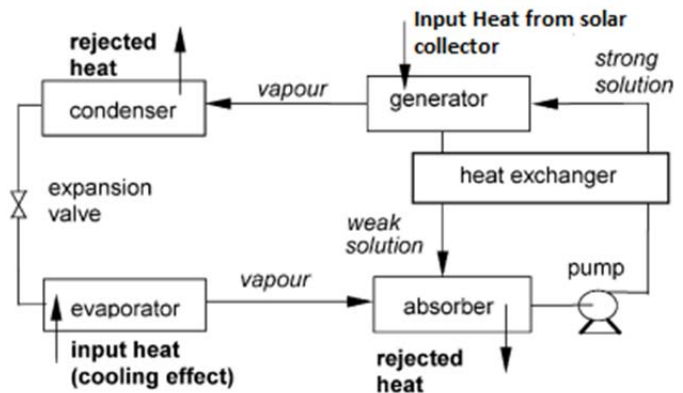 Input Heat from solar
collector
rejected
heat
strong
solution
vapour
generator
condenser
heat exchanger
expansion
valve
weak
solution
pump
vapour
evaporator
absorber
input heat
(cooling effect)
rejected
heat